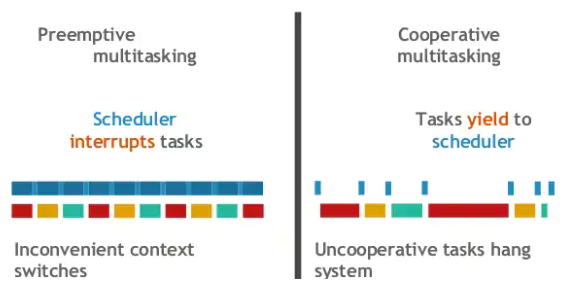 Preemptive
multitasking
Scheduler
interrupts tasks
Inconvenient context
switches
Cooperative
multitasking
Tasks yield to
scheduler
Uncooperative tasks hang
system